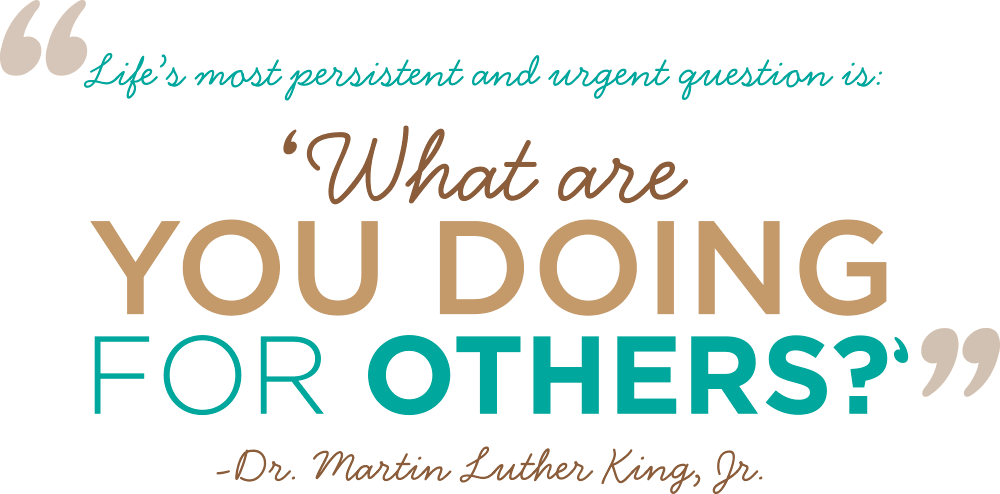 “Life’s most persistent and urgent question is:
‘What are
YOU DOING
FOR OTHERS?‘”
-Dr. Martin Luther King, Jr.